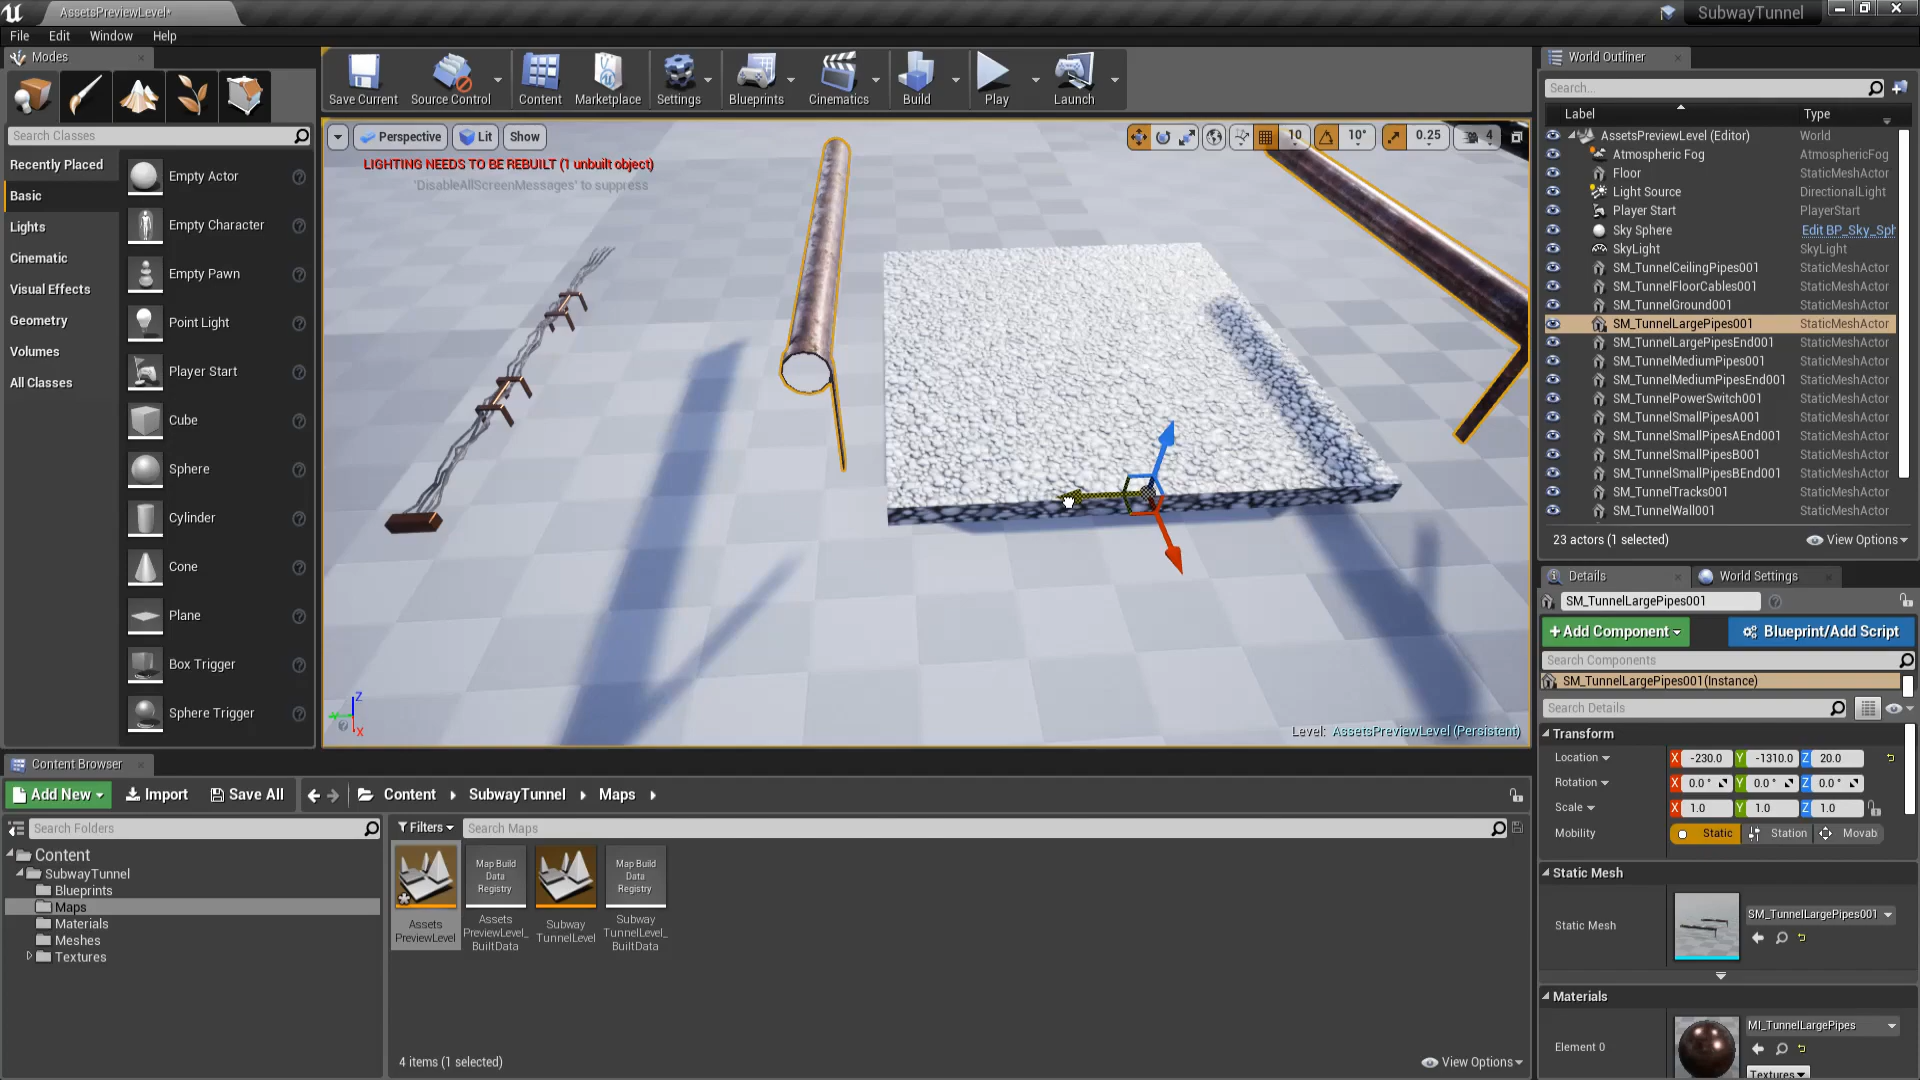 AssetsPreviewLevel*
SubwayTunnel
File Edit Window Help
Modes
Search Classes
Recently Placed
Basic
Lights
Cinematic
Visual Effects
Geometry
Volumes
All Classes
Empty Actor
Empty Character
Empty Pawn
Point Light
Player Start
Cube
Sphere
Cylinder
Cone
Plane
Box Trigger
Sphere Trigger
Save Current
Source Control
Content
Marketplace
Settings
Blueprints
Cinematics
Build
Play
Launch
Perspective
Lit
Show
10
10°
0.25
4
LIGHTING NEEDS TO BE REBUILT (1 unbuilt object)
'DisableAllScreenMessages' to suppress
Z
Y
X
Level: AssetsPreviewLevel (Persistent)
World Outliner
Search...
Label Type
AssetsPreviewLevel (Editor) World
Atmospheric Fog AtmosphericFog
Floor StaticMeshActor
Light Source DirectionalLight
Player Start PlayerStart
Sky Sphere Edit BP_Sky_Sph
SkyLight SkyLight
SM_TunnelCeilingPipes001 StaticMeshActor
SM_TunnelFloorCables001 StaticMeshActor
SM_TunnelGround001 StaticMeshActor
SM_TunnelLargePipes001 StaticMeshActor
SM_TunnelLargePipesEnd001 StaticMeshActor
SM_TunnelMediumPipes001 StaticMeshActor
SM_TunnelMediumPipesEnd001 StaticMeshActor
SM_TunnelPowerSwitch001 StaticMeshActor
SM_TunnelSmallPipesA001 StaticMeshActor
SM_TunnelSmallPipesAEnd001 StaticMeshActor
SM_TunnelSmallPipesB001 StaticMeshActor
SM_TunnelSmallPipesBEnd001 StaticMeshActor
SM_TunnelTracks001 StaticMeshActor
SM_TunnelWall001 StaticMeshActor
23 actors (1 selected)
View Options
Details
World Settings
SM_TunnelLargePipes001
+Add Component
Blueprint/Add Script
Search Components
SM_TunnelLargePipes001(Instance)
Search Details
Transform
Location X -230.0 Y -1310.0 Z 20.0
Rotation X 0.0° Y 0.0° Z 0.0°
Scale X 1.0 Y 1.0 Z 1.0
Mobility Static Station Movab
Static Mesh
Static Mesh
SM_TunnelLargePipes001
Materials
Element 0
MI_TunnelLargePipes
Textures
Content Browser
Add New
Import
Save All
Content SubwayTunnel Maps
Search Folders
Content
SubwayTunnel
Blueprints
Maps
Materials
Meshes
Textures
Filters
Search Maps
Assets
PreviewLevel
Map Build
Data
Registry
Assets
PreviewLevel_
BuiltData
Subway
TunnelLevel
Map Build
Data
Registry
Subway
TunnelLevel_
BuiltData
4 items (1 selected)
View Options